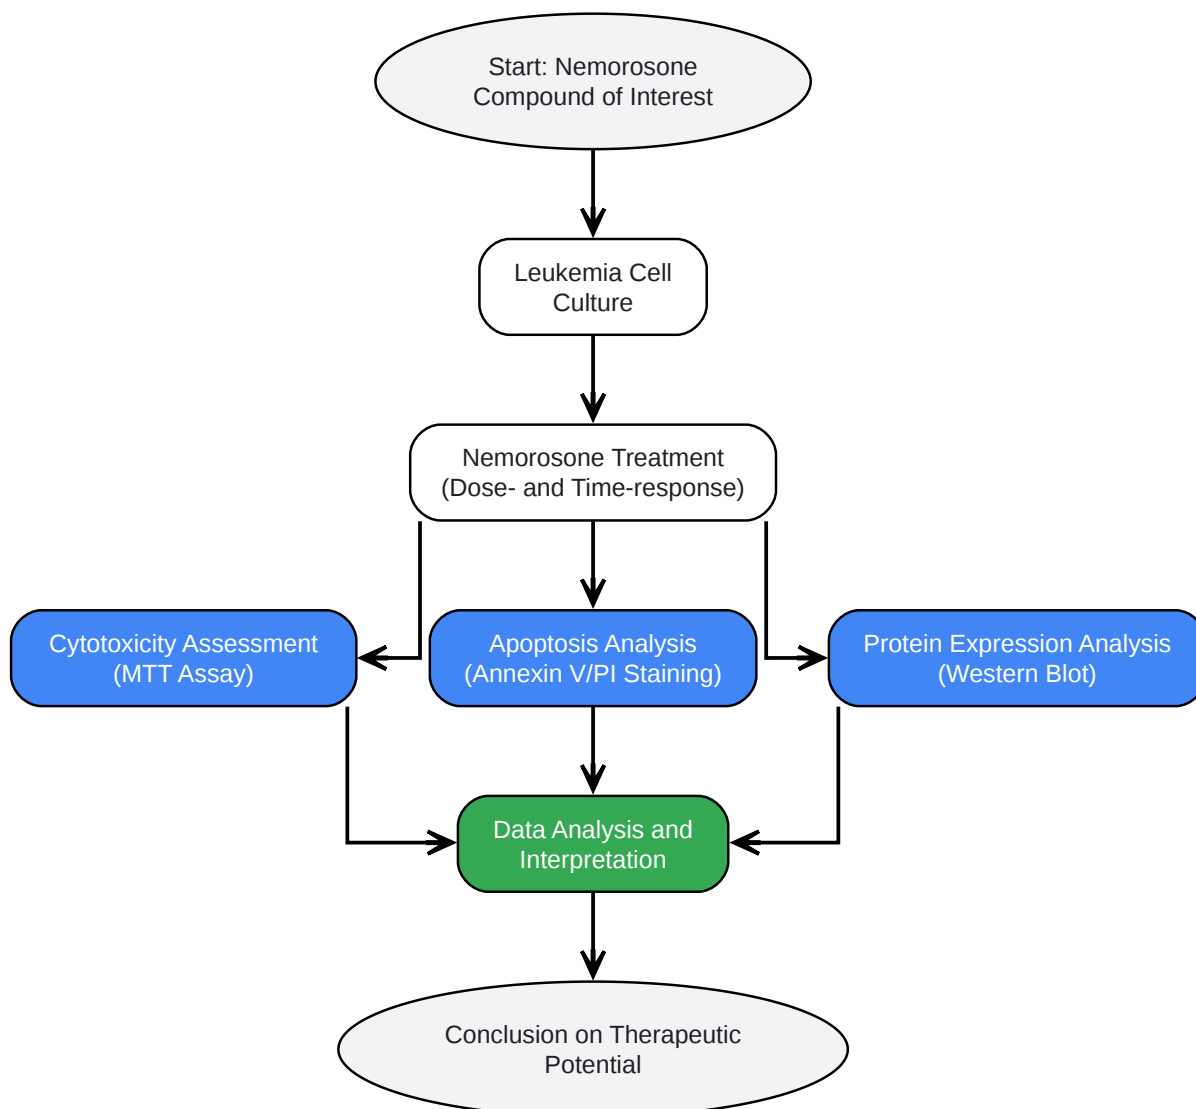 Start: Nemorosone
Compound of Interest
Leukemia Cell
Culture
Nemorosone Treatment
(Dose- and Time-response)
Cytotoxicity Assessment
(MTT Assay)
Apoptosis Analysis
(Annexin V/PI Staining)
Protein Expression Analysis
(Western Blot)
Data Analysis and
Interpretation
Conclusion on Therapeutic
Potential